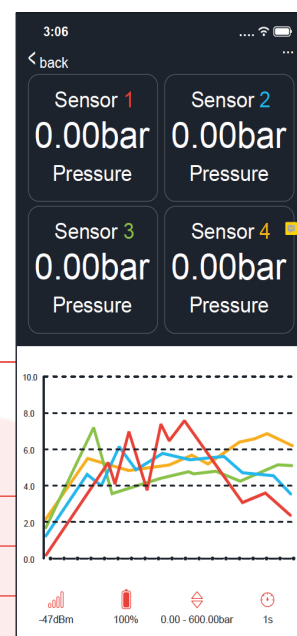 3:06
back
Sensor 1
0.00bar
Pressure
Sensor 2
0.00bar
Pressure
Sensor 3
0.00bar
Pressure
Sensor 4
0.00bar
Pressure
10.0
8.0
6.0
4.0
2.0
0.0
-47dBm
100%
0.00 - 600.00bar
1s